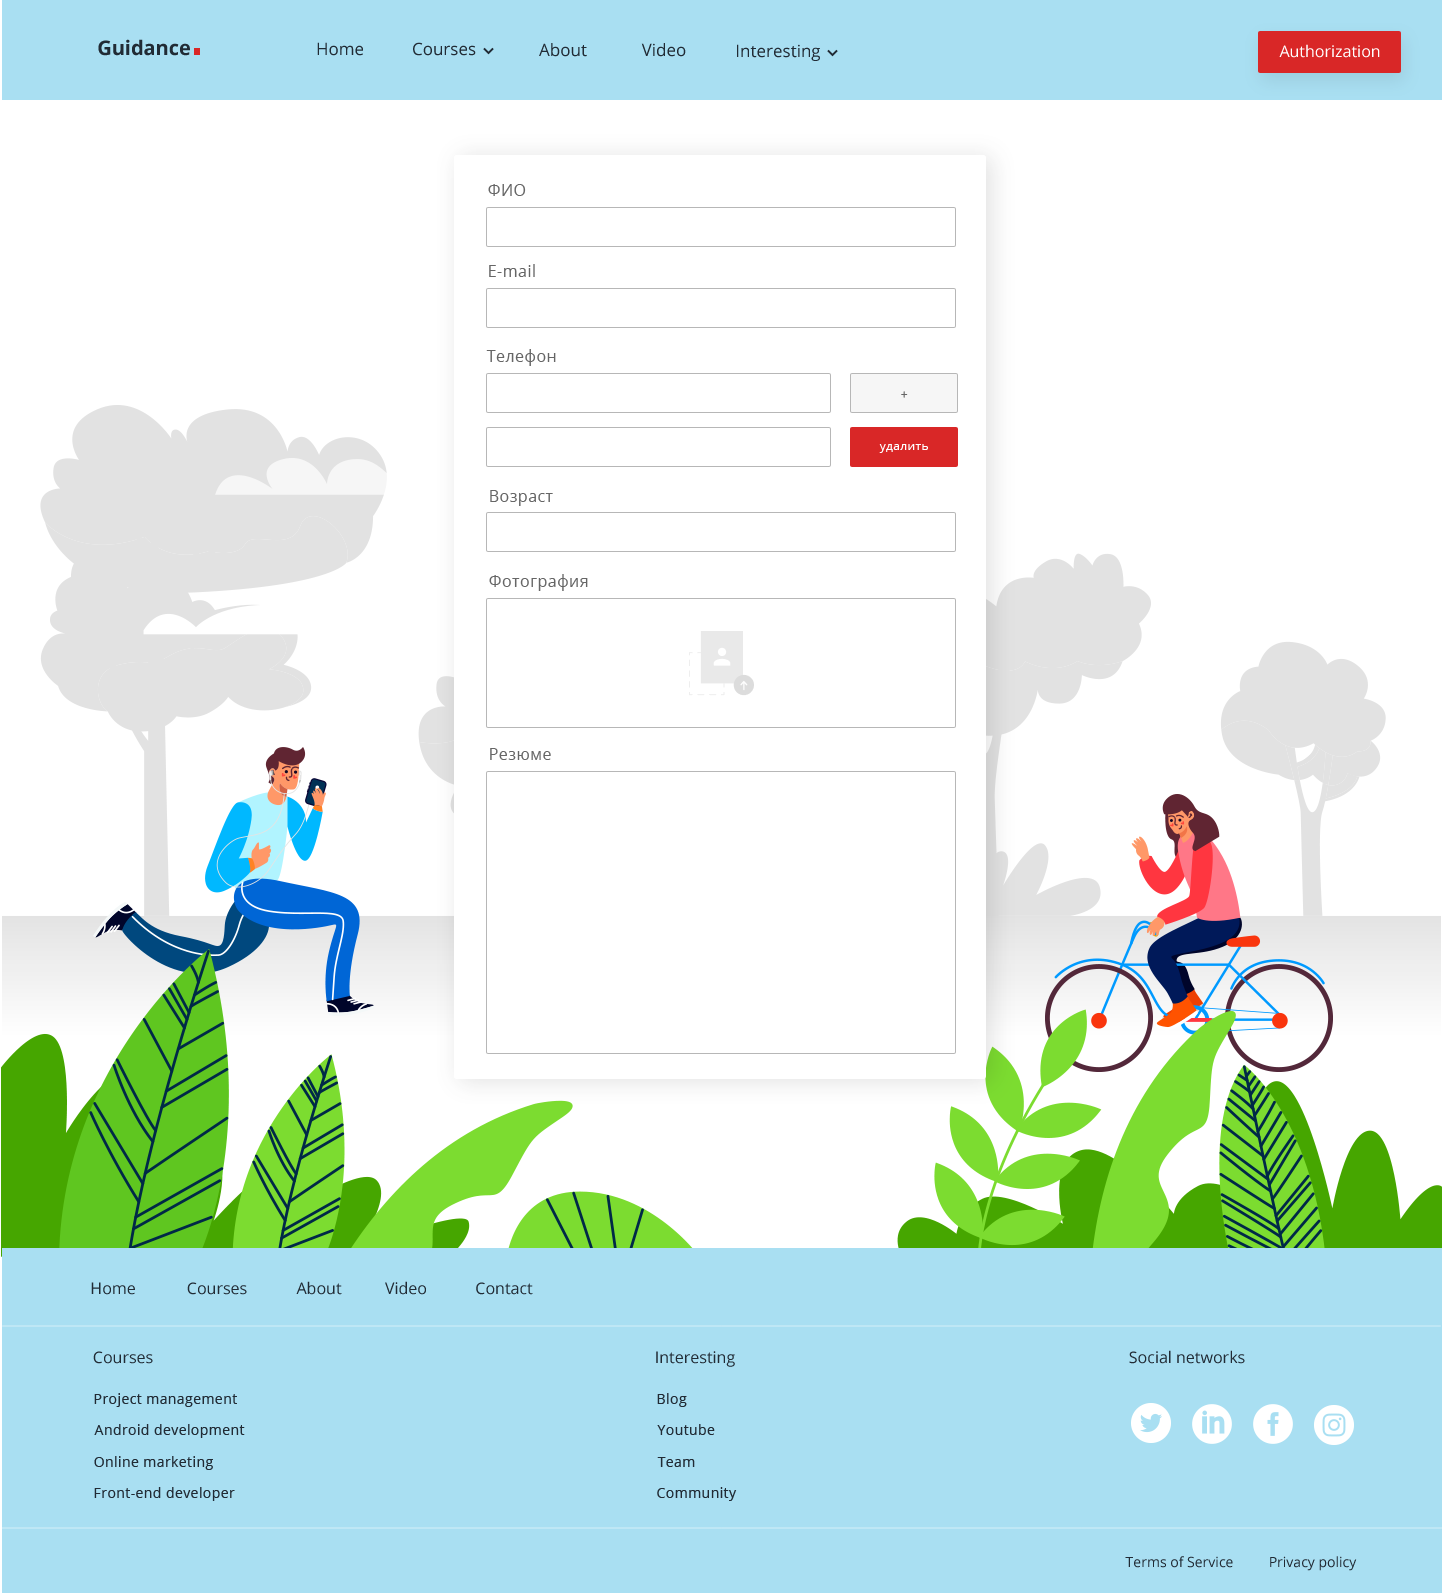 Guidance.
Home Courses About Video Interesting Authorization
ФИО
E-mail
Телефон
+
удалить
Возраст
Фотография
Резюме
Home Courses About Video Contact
Courses
Project management
Android development
Online marketing
Front-end developer
Interesting
Blog
Youtube
Team
Community
Social networks
in
f
Terms of Service Privacy policy